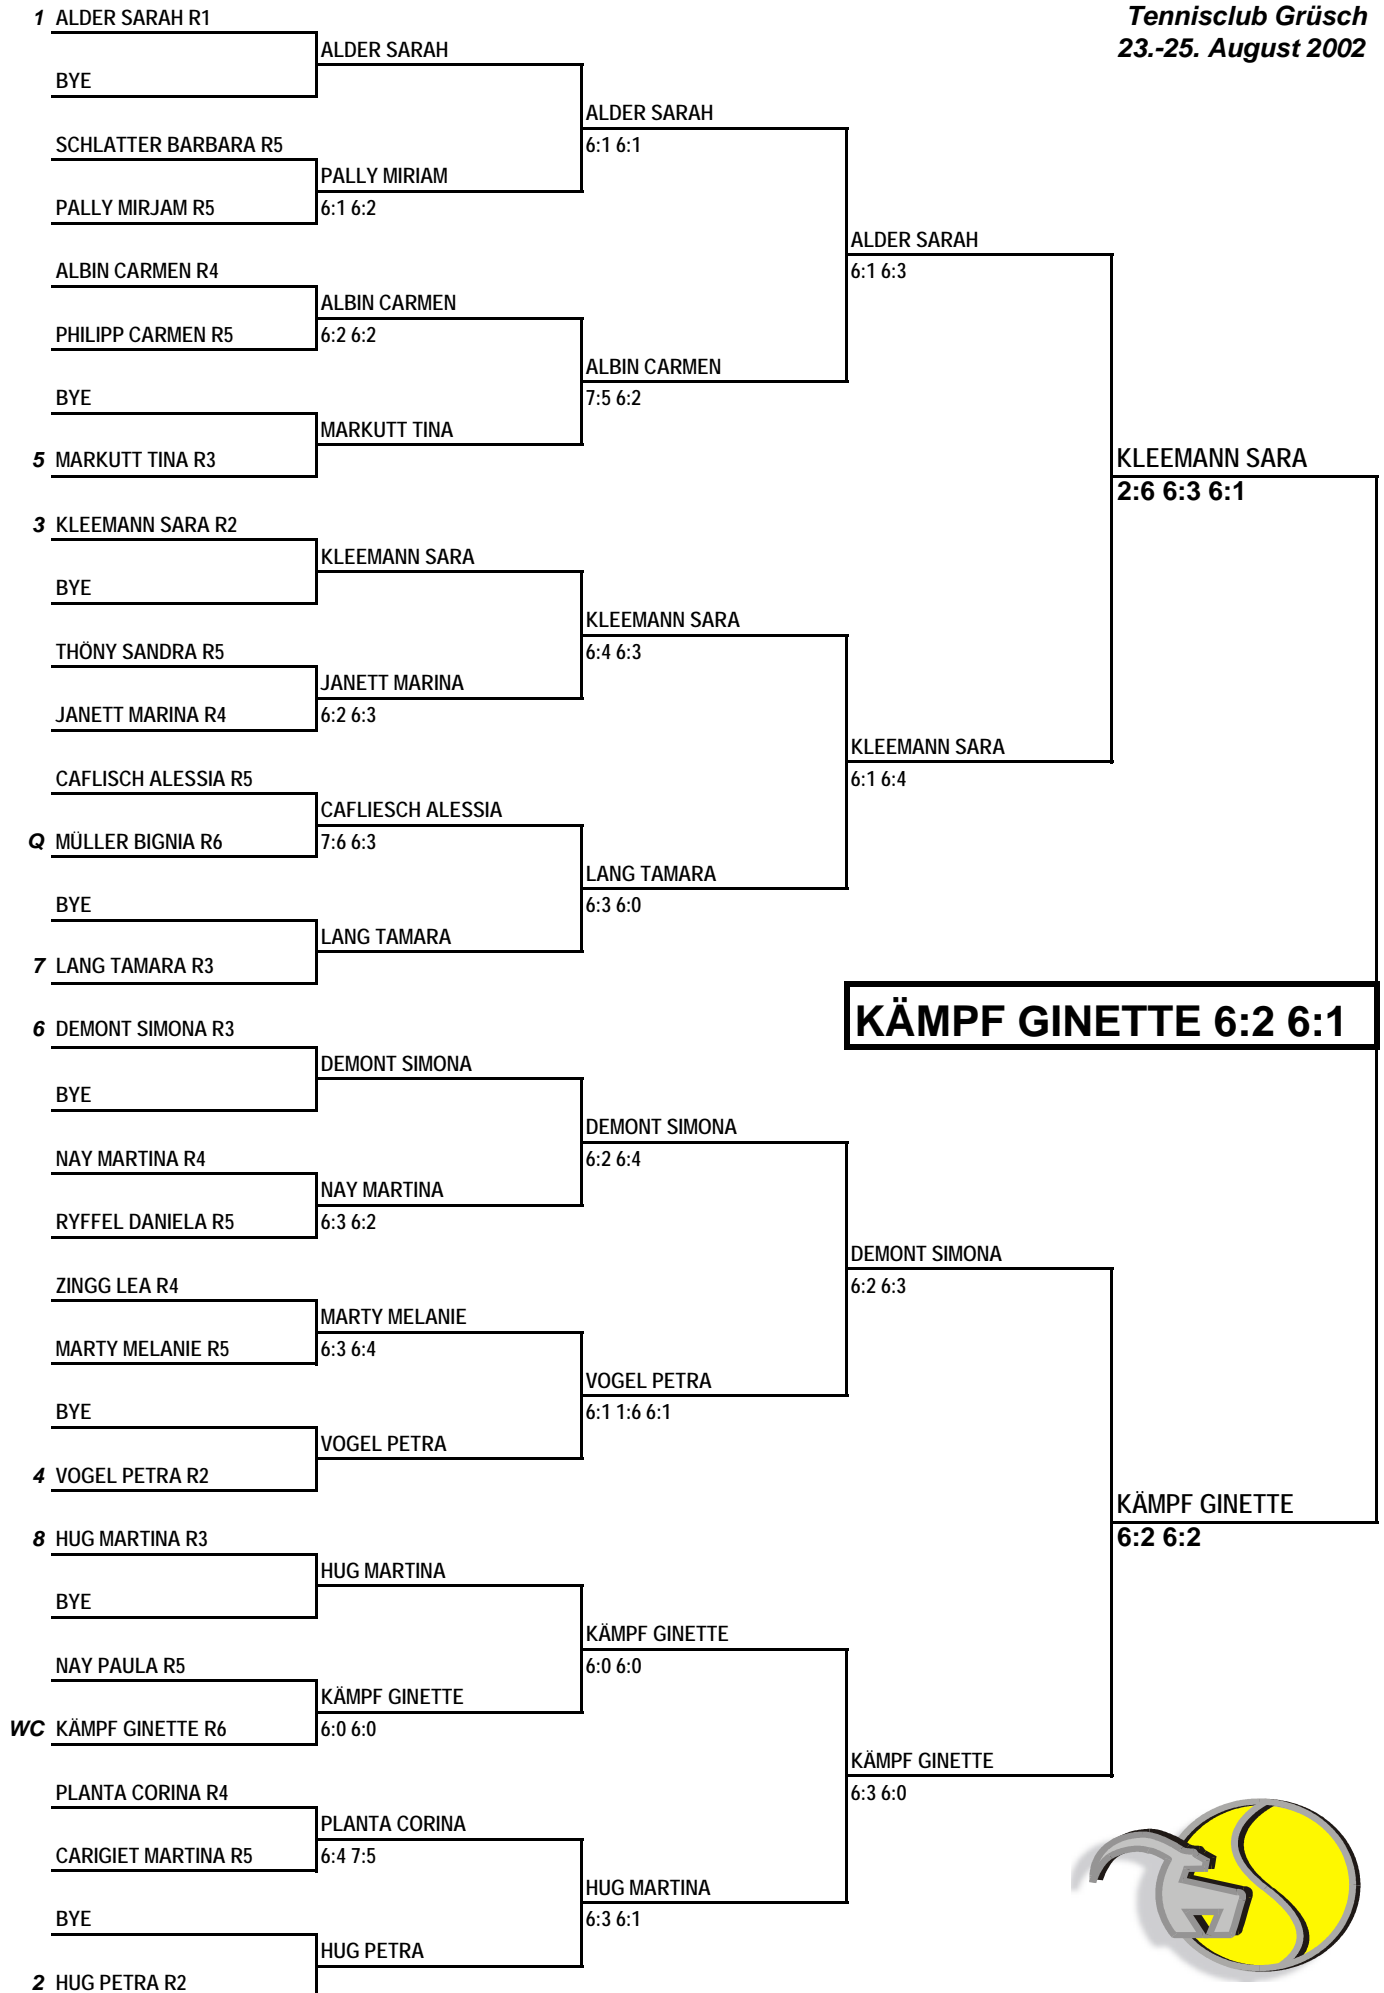 Tennisclub Grüsch
23.-25. August 2002
1 ALDER SARAH R1
ALDER SARAH
BYE
ALDER SARAH
SCHLATTER BARBARA R5
6:1 6:1
PALLY MIRIAM
PALLY MIRJAM R5
6:1 6:2
ALDER SARAH
ALBIN CARMEN R4
6:1 6:3
ALBIN CARMEN
PHILIPP CARMEN R5
6:2 6:2
ALBIN CARMEN
BYE
7:5 6:2
MARKUTT TINA
5 MARKUTT TINA R3
KLEEMANN SARA
2:6 6:3 6:1
3 KLEEMANN SARA R2
KLEEMANN SARA
BYE
KLEEMANN SARA
THÖNY SANDRA R5
6:4 6:3
JANETT MARINA
JANETT MARINA R4
6:2 6:3
KLEEMANN SARA
CAFLISCH ALESSIA R5
6:1 6:4
CAFLIESCH ALESSIA
Q MÜLLER BIGNIA R6
7:6 6:3
LANG TAMARA
BYE
6:3 6:0
LANG TAMARA
7 LANG TAMARA R3
KÄMPF GINETTE 6:2 6:1
6 DEMONT SIMONA R3
DEMONT SIMONA
BYE
DEMONT SIMONA
NAY MARTINA R4
6:2 6:4
NAY MARTINA
RYFFEL DANIELA R5
6:3 6:2
DEMONT SIMONA
ZINGG LEA R4
6:2 6:3
MARTY MELANIE
MARTY MELANIE R5
6:3 6:4
VOGEL PETRA
BYE
6:1 1:6 6:1
VOGEL PETRA
4 VOGEL PETRA R2
KÄMPF GINETTE
6:2 6:2
8 HUG MARTINA R3
HUG MARTINA
BYE
KÄMPF GINETTE
NAY PAULA R5
6:0 6:0
KÄMPF GINETTE
WC KÄMPF GINETTE R6
6:0 6:0
KÄMPF GINETTE
PLANTA CORINA R4
6:3 6:0
PLANTA CORINA
CARIGIET MARTINA R5
6:4 7:5
HUG MARTINA
BYE
6:3 6:1
HUG PETRA
2 HUG PETRA R2